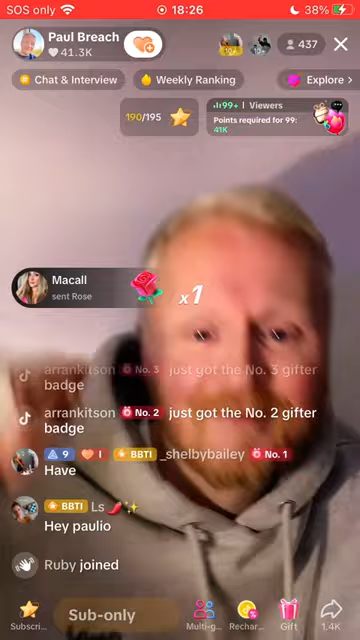 SOS only 18:26 38%
Paul Breach
41.3K
437
Chat & Interview
Weekly Ranking
Explore >
190/195
99+ | Viewers
Points required for 99:
41K
Macall
sent Rose
x1
arrankitson No. 3 just got the No. 3 gifter
badge
arrankitson No. 2 just got the No. 2 gifter
badge
9 I BBTI _shelbybailey No. 1
Have
BBTI Ls
Hey paulio
Ruby joined
Subscri...
Sub-only
Multi-g...
Rechar...
Gift
1.4K